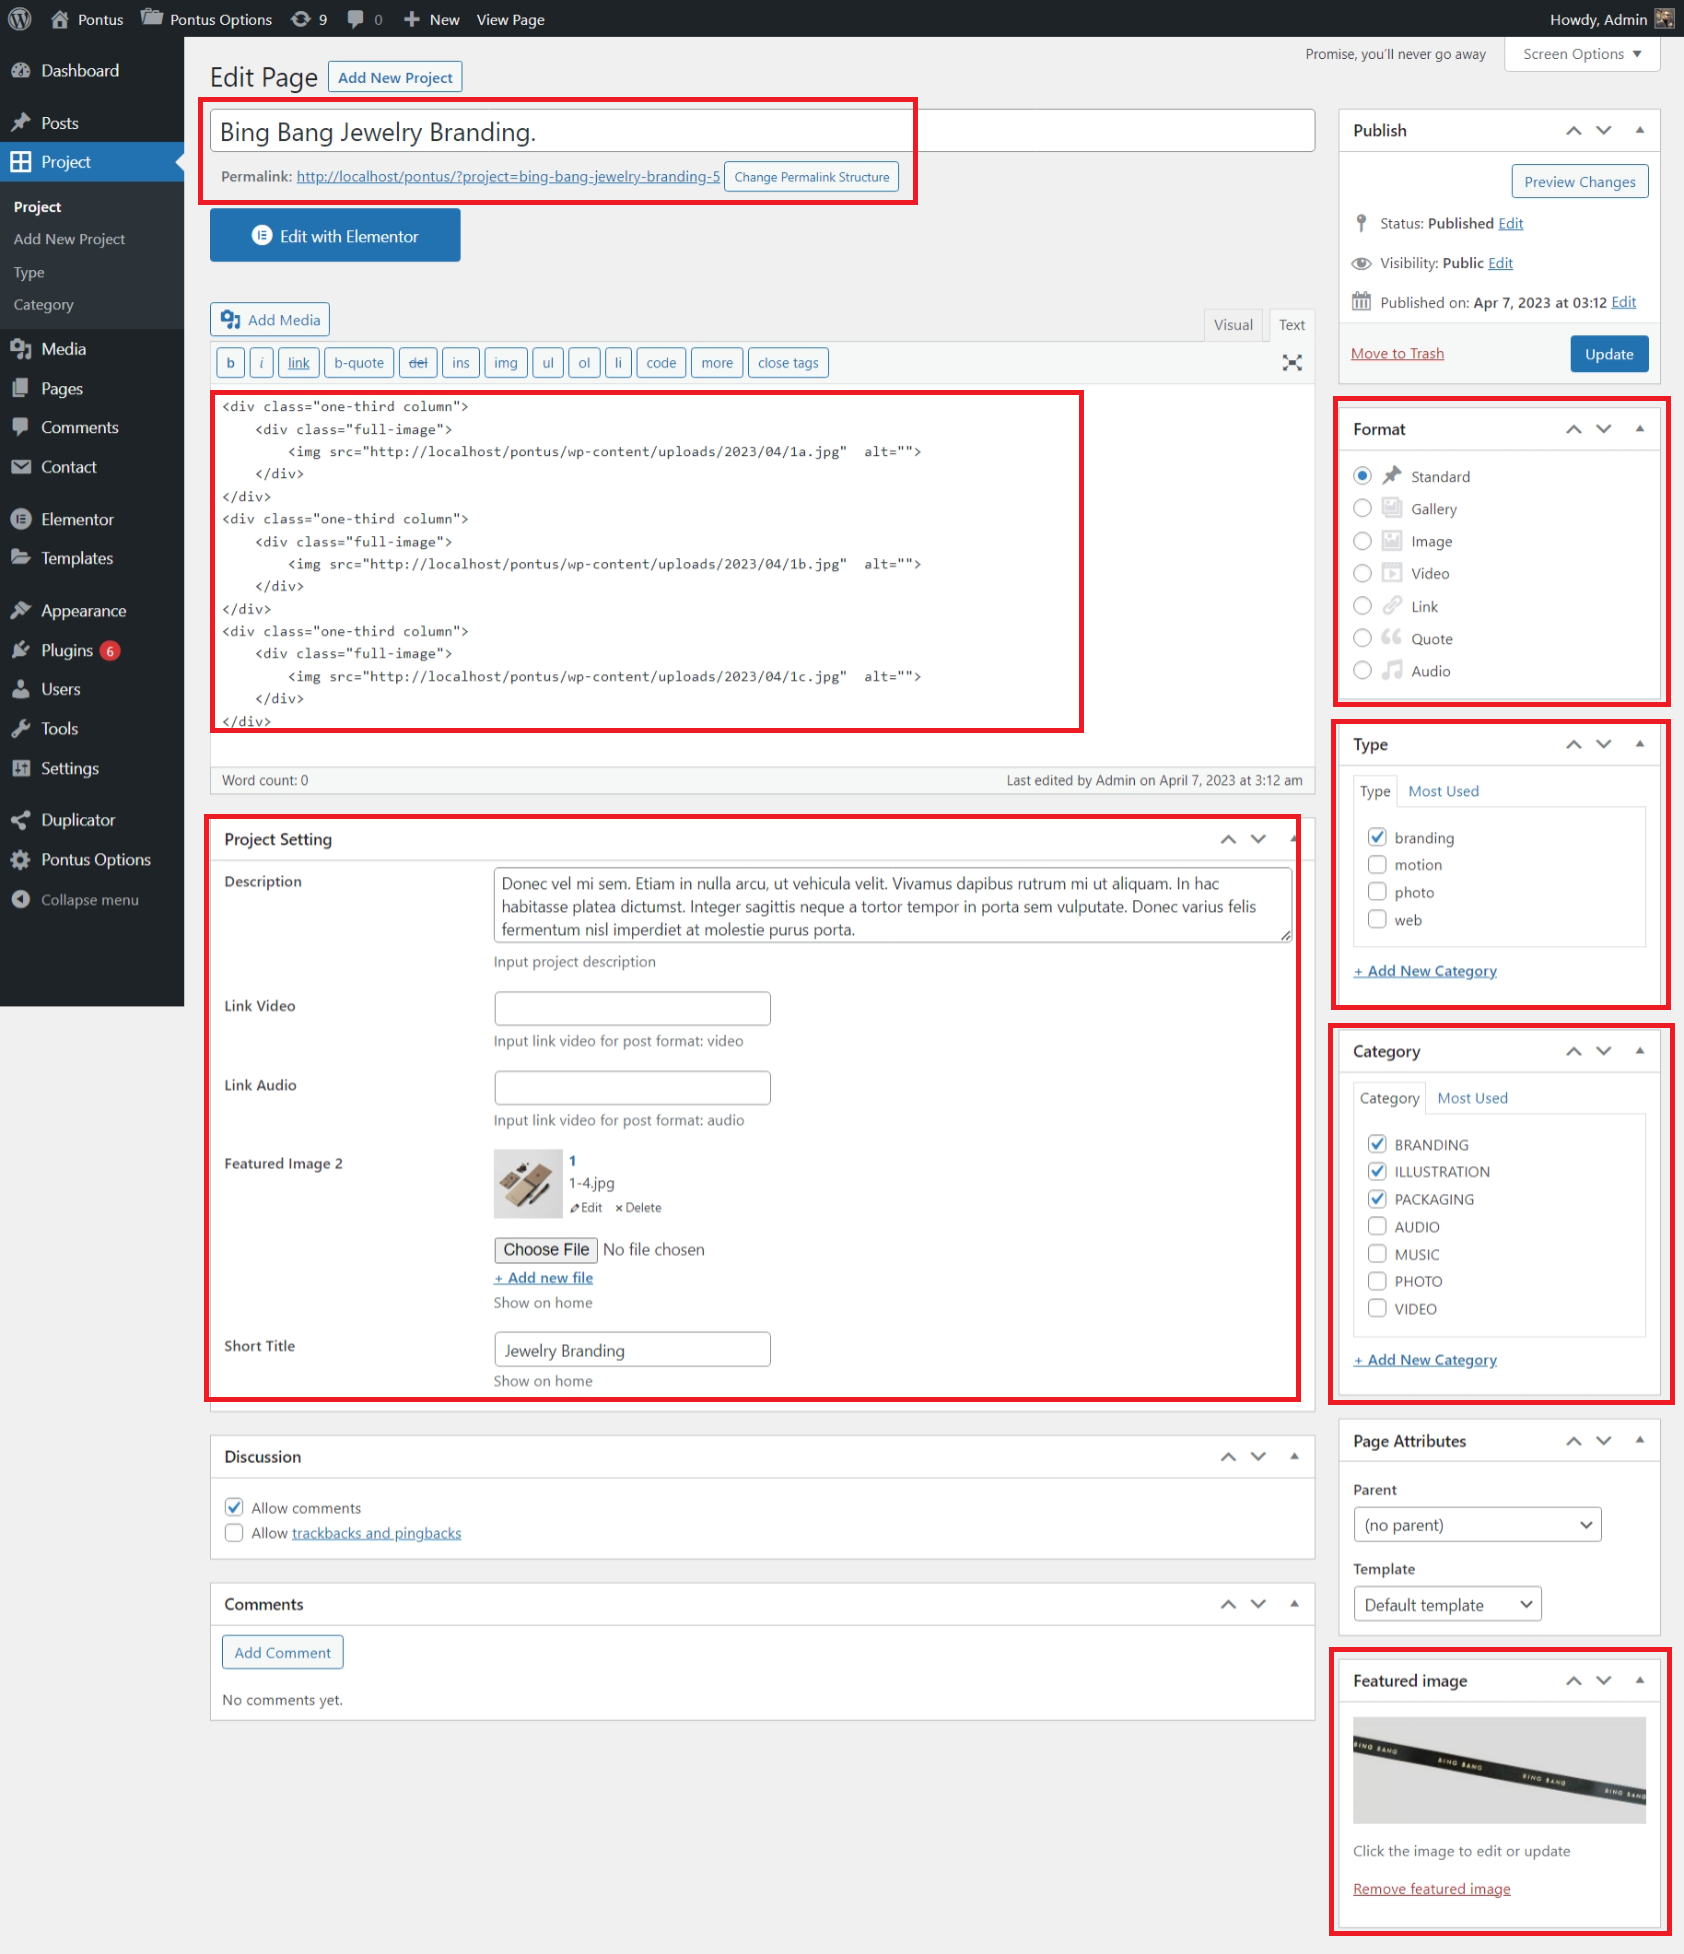 Pontus
Pontus Options
9
0
New
View Page
Howdy, Admin
Dashboard
Posts
Project
Project
Add New Project
Type
Category
Media
Pages
Comments
Contact
Elementor
Templates
Appearance
Plugins 6
Users
Tools
Settings
Duplicator
Pontus Options
Collapse menu
Promise, you'll never go away
Screen Options
Edit Page
Add New Project
Bing Bang Jewelry Branding.
Permalink: http://localhost/pontus/?project=bing-bang-jewelry-branding-5 Change Permalink Structure
Edit with Elementor
Add Media
Visual
Text
b i link b-quote del ins img ul ol li code more close tags
<div class="one-third column">
<div class="full-image">
<img src="http://localhost/pontus/wp-content/uploads/2023/04/1a.jpg"  alt="">
</div>
</div>
<div class="one-third column">
<div class="full-image">
<img src="http://localhost/pontus/wp-content/uploads/2023/04/1b.jpg"  alt="">
</div>
</div>
<div class="one-third column">
<div class="full-image">
<img src="http://localhost/pontus/wp-content/uploads/2023/04/1c.jpg"  alt="">
</div>
</div>
Word count: 0
Last edited by Admin on April 7, 2023 at 3:12 am
Project Setting
Description
Donec vel mi sem. Etiam in nulla arcu, ut vehicula velit. Vivamus dapibus rutrum mi ut aliquam. In hac
habitasse platea dictumst. Integer sagittis neque a tortor tempor in porta sem vulputate. Donec varius felis
fermentum nisl imperdiet at molestie purus porta.
Input project description
Link Video
Input link video for post format: video
Link Audio
Input link video for post format: audio
Featured Image 2
1
1-4.jpg
Edit × Delete
Choose File No file chosen
+ Add new file
Show on home
Short Title
Jewelry Branding
Show on home
Discussion
Allow comments
Allow trackbacks and pingbacks
Comments
Add Comment
No comments yet.
Publish
Preview Changes
Status: Published Edit
Visibility: Public Edit
Published on: Apr 7, 2023 at 03:12 Edit
Move to Trash
Update
Format
Standard
Gallery
Image
Video
Link
Quote
Audio
Type
Type
Most Used
branding
motion
photo
web
+ Add New Category
Category
Category
Most Used
BRANDING
ILLUSTRATION
PACKAGING
AUDIO
MUSIC
PHOTO
VIDEO
+ Add New Category
Page Attributes
Parent
(no parent)
Template
Default template
Featured image
BING BANG
BING BANG
BING BANG
BING BANG
Click the image to edit or update
Remove featured image